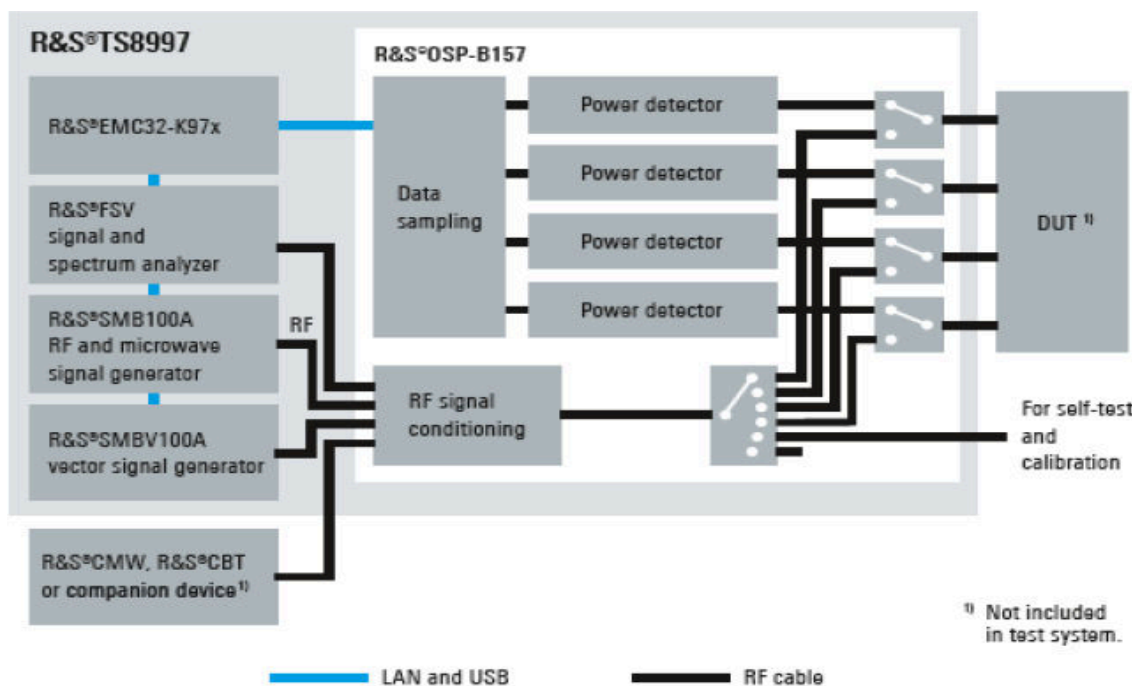 R&S®TS8997
R&S®OSP-B157
R&S®EMC32-K97x
R&S®FSV
signal and
spectrum analyzer
R&S®SMB100A
RF and microwave
signal generator
R&S®SMBV100A
vector signal generator
R&S®CMW, R&S®CBT
or companion device¹⁾
RF
Data
sampling
Power detector
Power detector
Power detector
Power detector
RF signal
conditioning
DUT ¹⁾
For self-test
and
calibration
¹⁾ Not included
in test system.
LAN and USB
RF cable